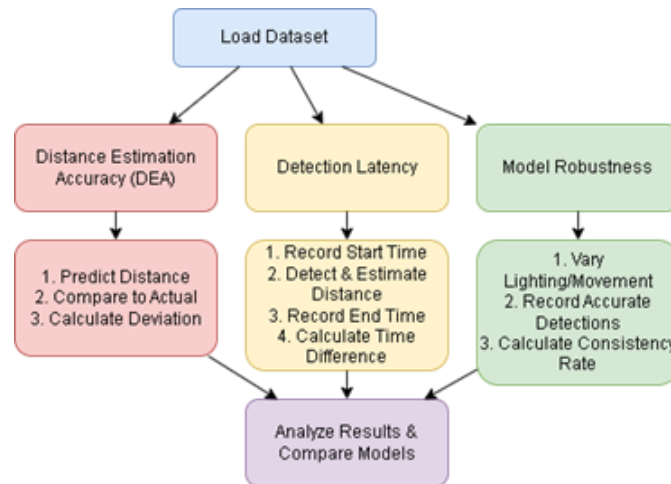 Load Dataset
Distance Estimation
Accuracy (DEA)
Detection Latency
Model Robustness
1. Predict Distance
2. Compare to Actual
3. Calculate Deviation
1. Record Start Time
2. Detect & Estimate
Distance
3. Record End Time
4. Calculate Time
Difference
1. Vary
Lighting/Movement
2. Record Accurate
Detections
3. Calculate Consistency
Rate
Analyze Results &
Compare Models